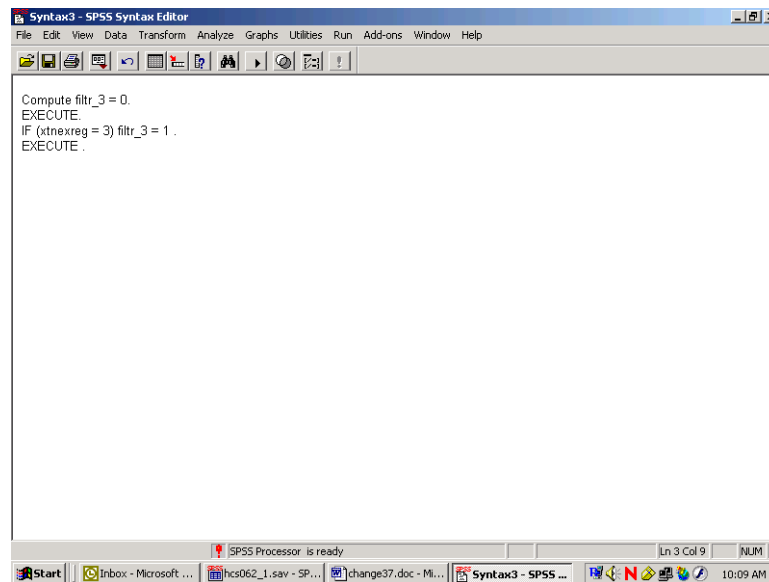 Syntax3 - SPSS Syntax Editor
File Edit View Data Transform Analyze Graphs Utilities Run Add-ons Window Help
Compute filtr_3 = 0.
EXECUTE.
IF (xtnexreg = 3) filtr_3 = 1 .
EXECUTE .
SPSS Processor is ready
Ln 3 Col 9
NUM
Start
Inbox - Microsoft ...
hcs062_1.sav - SP...
change37.doc - Mi...
Syntax3 - SPSS ...
10:09 AM